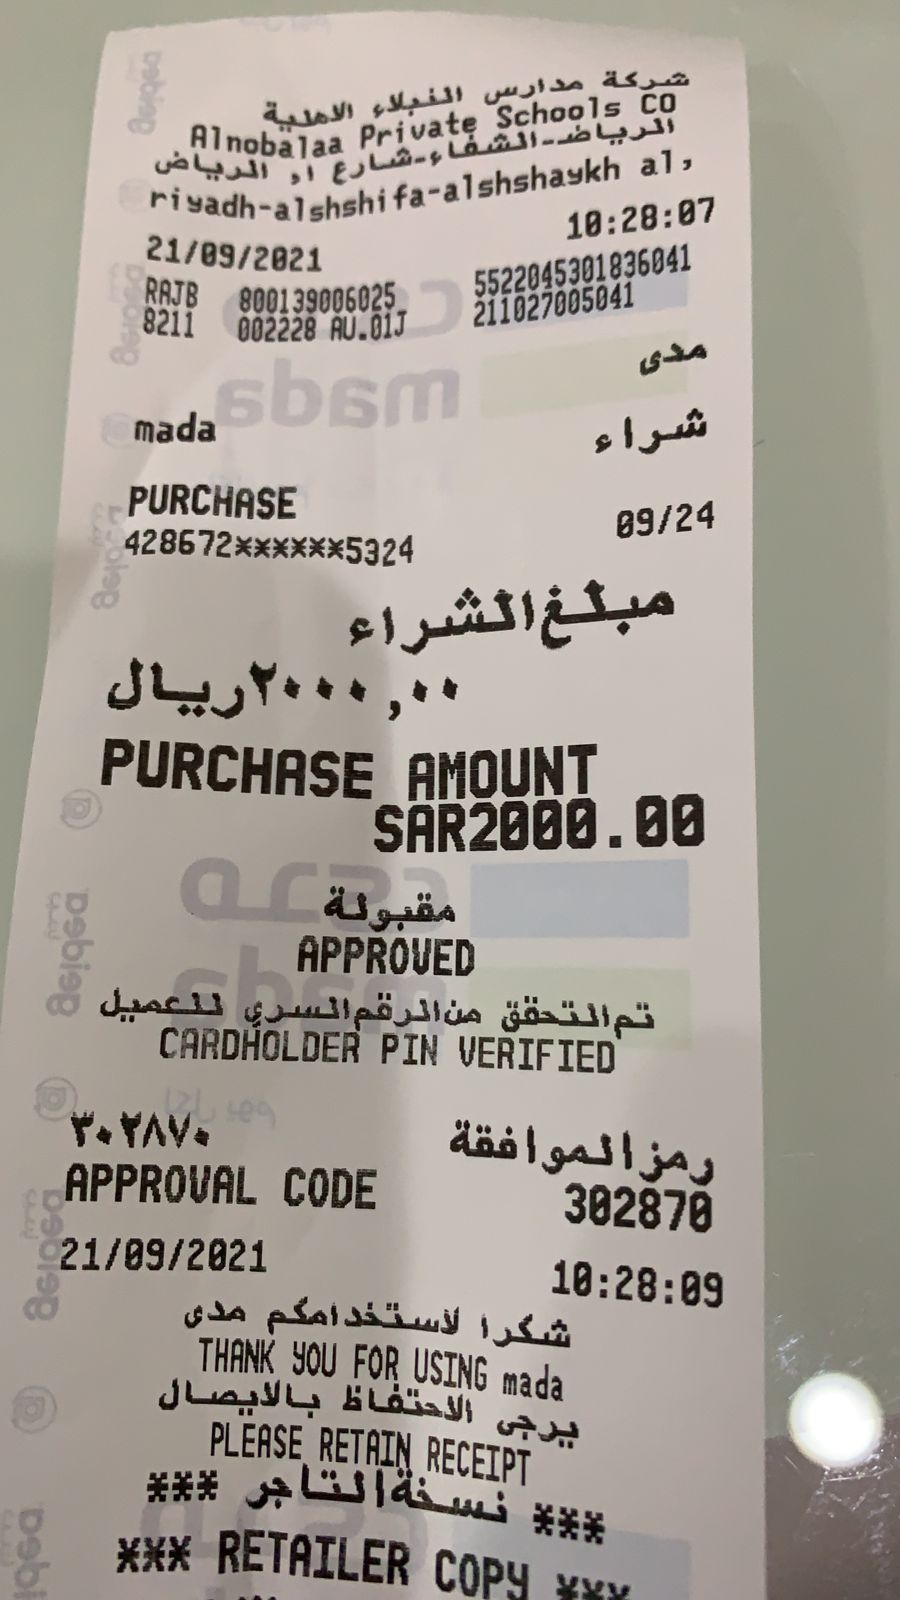 شركة مدارس النبلاء الاهلية
Alnobalaa Private Schools CO
الرياض-الشفاء-شارع ا, الرياض
riyadh-alshshifa-alshshaykh al,
21/09/2021 10:28:07
RAJB 800139006025 5522045301836041
8211 002228 AU.01J 211027005041
مدى
mada
شراء
PURCHASE
428672******5324 09/24
مبلغ الشراء
٢٠٠٠,٠٠ ريال
PURCHASE AMOUNT
SAR2000.00
مقبولة
APPROVED
تم التحقق من الرقم السري للعميل
CARDHOLDER PIN VERIFIED
رمز الموافقة ٣٠٢٨٧٠
APPROVAL CODE 302870
21/09/2021 10:28:09
شكرا لاستخدامكم مدى
THANK YOU FOR USING mada
يرجى الاحتفاظ بالايصال
PLEASE RETAIN RECEIPT
*** نسخة التاجر ***
*** RETAILER COPY ***